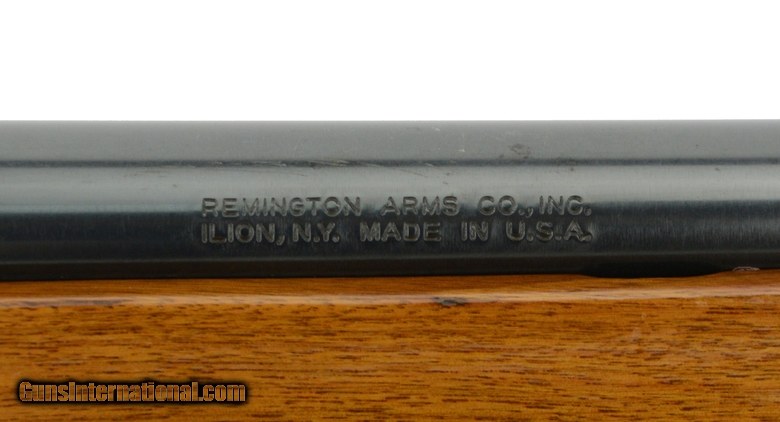 REMINGTON ARMS CO., INC.
ILION, N.Y. MADE IN U.S.A.
GunsInternational.com